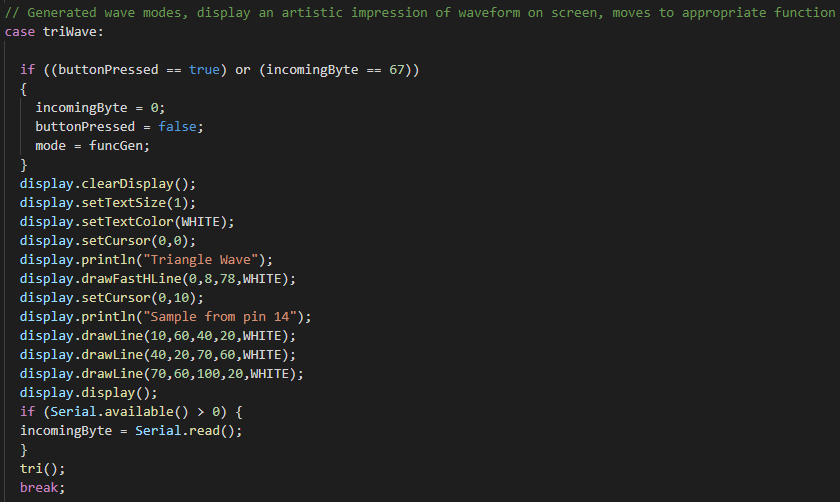 // Generated wave modes, display an artistic impression of waveform on screen, moves to appropriate function
case triWave:
if ((buttonPressed == true) or (incomingByte == 67))
{
incomingByte = 0;
buttonPressed = false;
mode = funcGen;
}
display.clearDisplay();
display.setTextSize(1);
display.setTextColor(WHITE);
display.setCursor(0,0);
display.println("Triangle Wave");
display.drawFastHLine(0,8,78,WHITE);
display.setCursor(0,10);
display.println("Sample from pin 14");
display.drawLine(10,60,40,20,WHITE);
display.drawLine(40,20,70,60,WHITE);
display.drawLine(70,60,100,20,WHITE);
display.display();
if (Serial.available() > 0) {
incomingByte = Serial.read();
}
tri();
break;